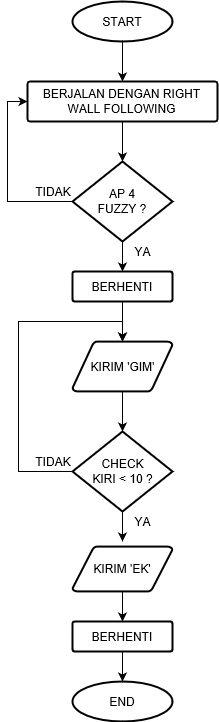 START
BERJALAN DENGAN RIGHT
WALL FOLLOWING
TIDAK
AP 4
FUZZY ?
YA
BERHENTI
KIRIM 'GIM'
TIDAK
CHECK
KIRI < 10 ?
YA
KIRIM 'EK'
BERHENTI
END